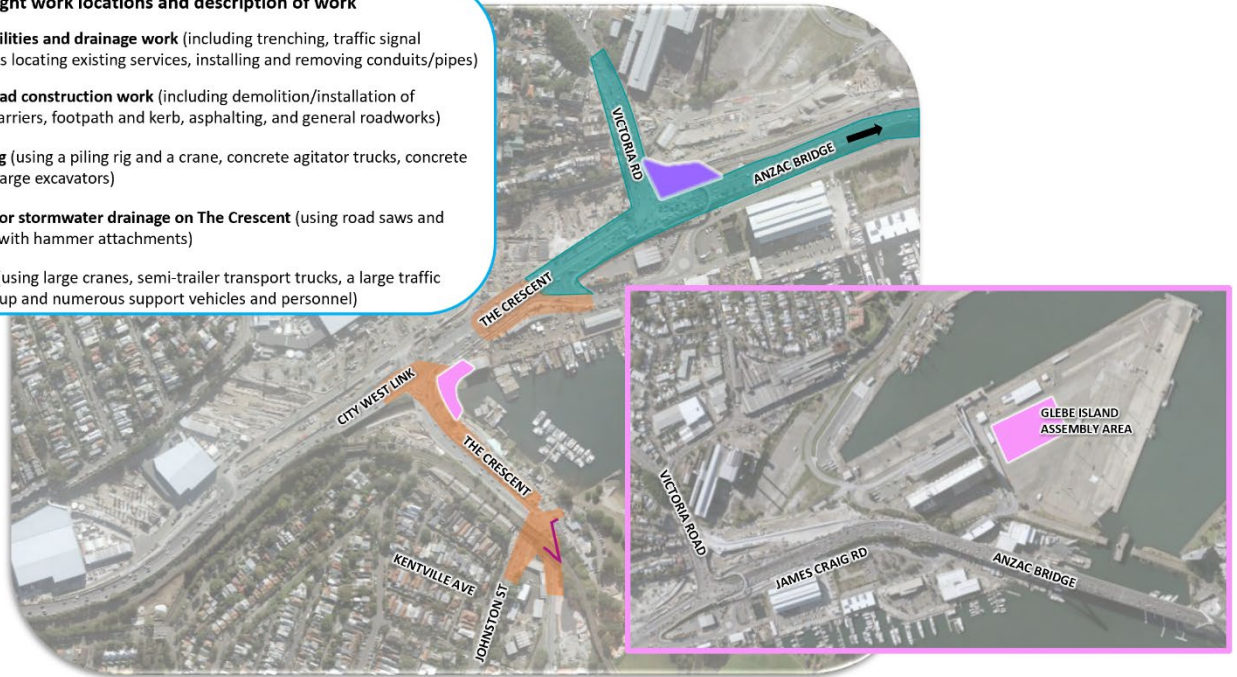 ght work locations and description of work
ilities and drainage work (including trenching, traffic signal
s locating existing services, installing and removing conduits/pipes)
ad construction work (including demolition/installation of
arriers, footpath and kerb, asphalting, and general roadworks)
g (using a piling rig and a crane, concrete agitator trucks, concrete
arge excavators)
or stormwater drainage on The Crescent (using road saws and
with hammer attachments)
using large cranes, semi-trailer transport trucks, a large traffic
up and numerous support vehicles and personnel)
VICTORIA RD
ANZAC BRIDGE
THE CRESCENT
CITY WEST LINK
THE CRESCENT
KENTVILLE AVE
JOHNSTON ST
GLEBE ISLAND
ASSEMBLY AREA
VICTORIA ROAD
JAMES CRAIG RD
ANZAC BRIDGE